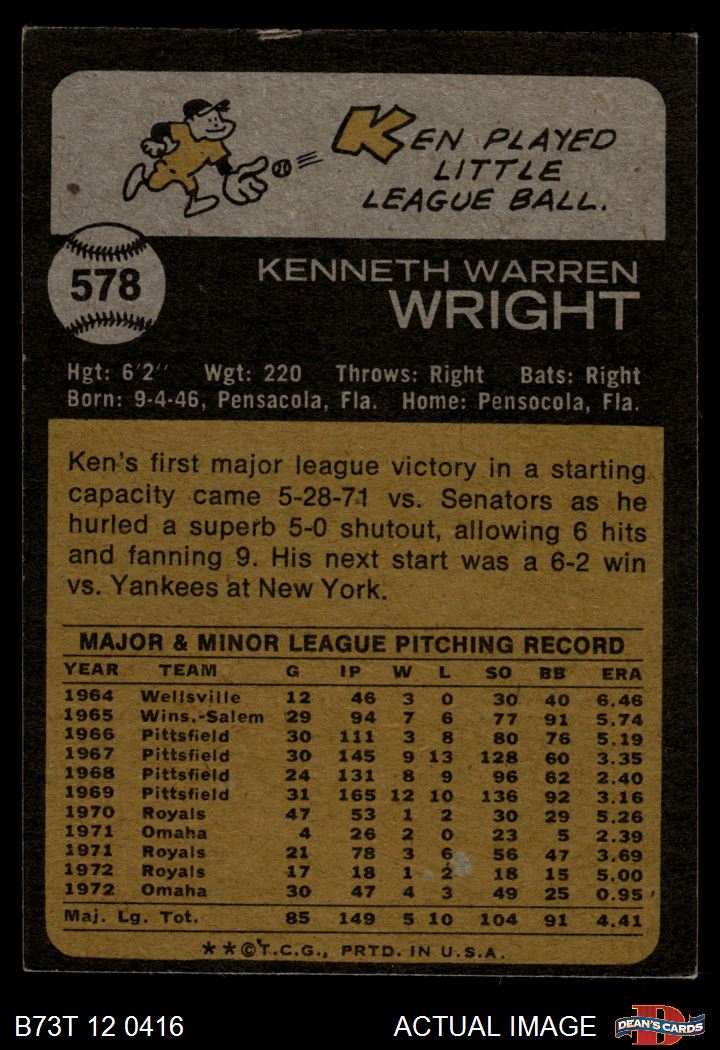 KEN PLAYED
LITTLE
LEAGUE BALL.
578
KENNETH WARREN
WRIGHT
Hgt: 6'2" Wgt: 220 Throws: Right Bats: Right
Born: 9-4-46, Pensacola, Fla. Home: Pensocola, Fla.
Ken's first major league victory in a starting
capacity came 5-28-71 vs. Senators as he
hurled a superb 5-0 shutout, allowing 6 hits
and fanning 9. His next start was a 6-2 win
vs. Yankees at New York.
MAJOR & MINOR LEAGUE PITCHING RECORD
YEAR TEAM G IP W L SO BB ERA
1964 Wellsville 12 46 3 0 30 40 6.46
1965 Wins.-Salem 29 94 7 6 77 91 5.74
1966 Pittsfield 30 111 3 8 80 76 5.19
1967 Pittsfield 30 145 9 13 128 60 3.35
1968 Pittsfield 24 131 8 9 96 62 2.40
1969 Pittsfield 31 165 12 10 136 92 3.16
1970 Royals 47 53 1 2 30 29 5.26
1971 Omaha 4 26 2 0 23 5 2.39
1971 Royals 21 78 3 6 56 47 3.69
1972 Royals 17 18 1 2 18 15 5.00
1972 Omaha 30 47 4 3 49 25 0.95
Maj. Lg. Tot. 85 149 5 10 104 91 4.41
**©T.C.G., PRTD. IN U.S.A.
B73T 12 0416 ACTUAL IMAGE DEAN'S CARDS